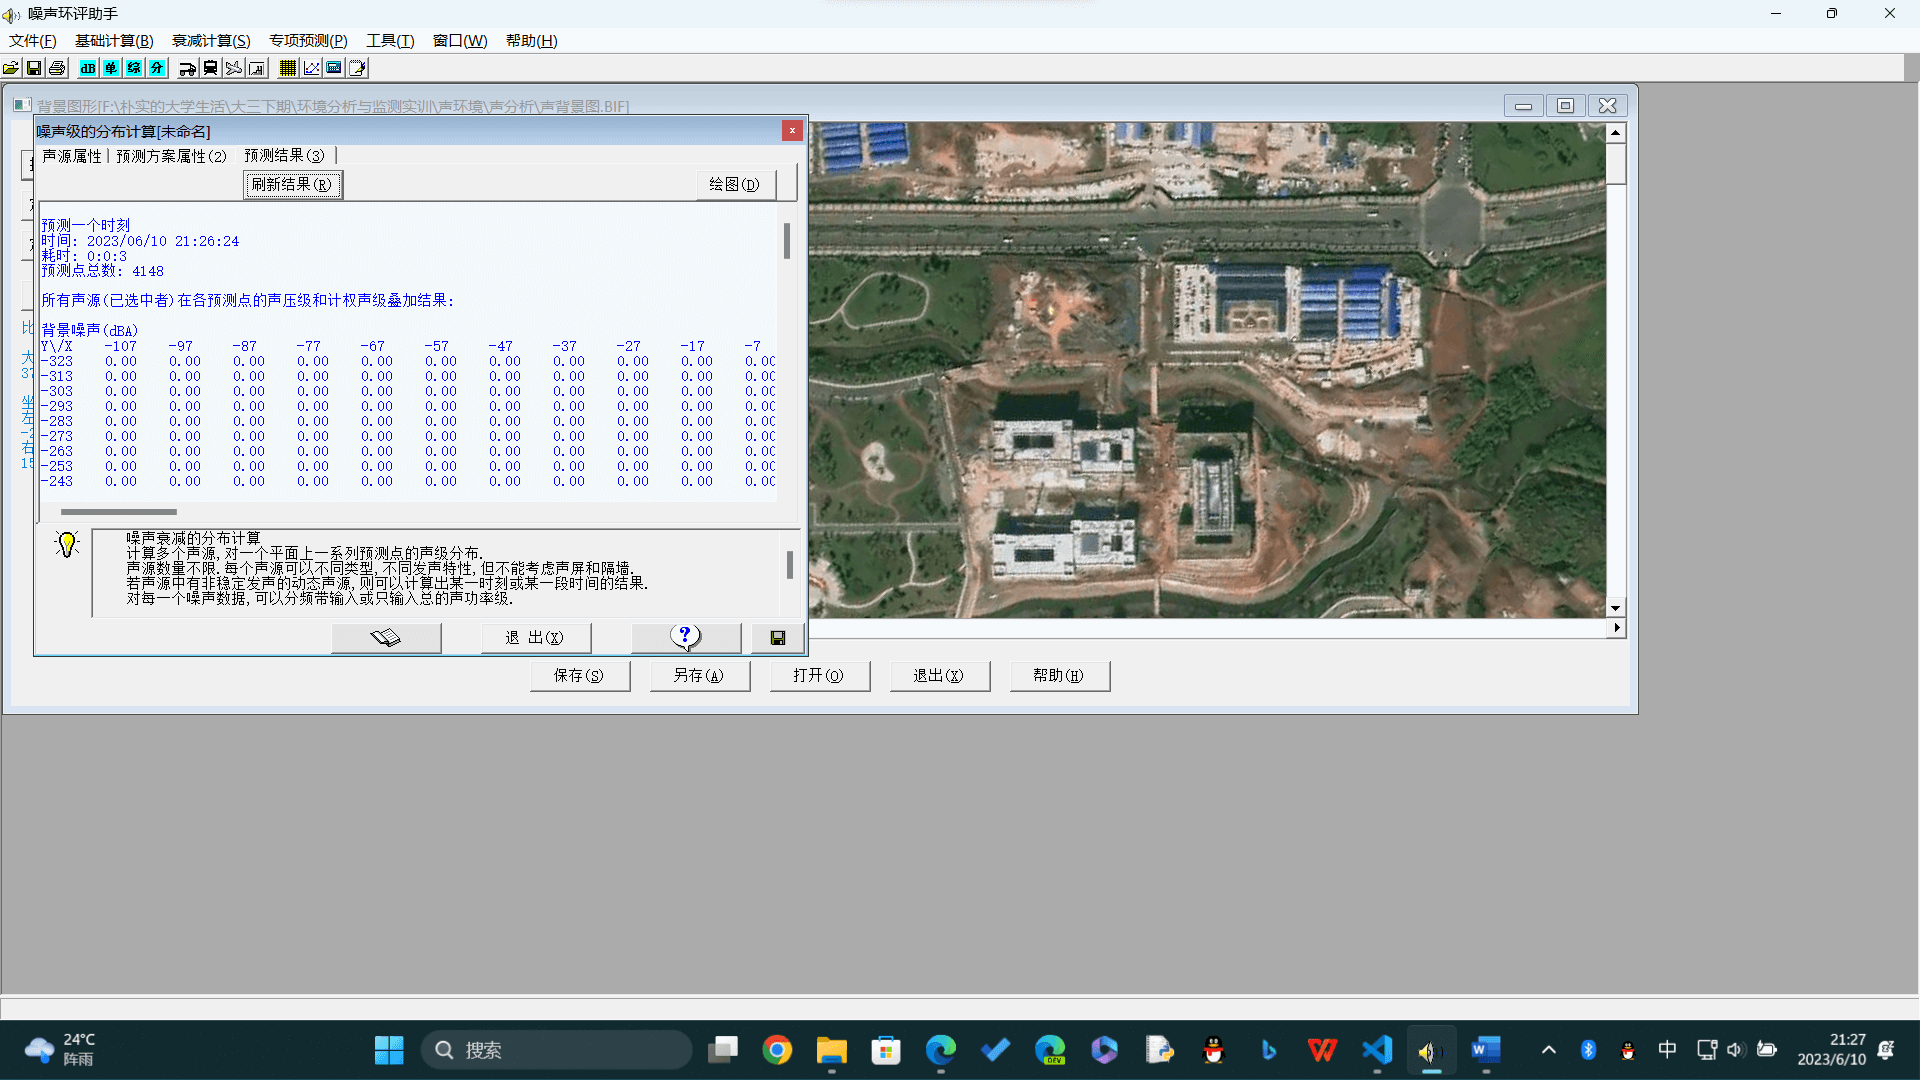 噪声环评助手
文件(F) 基础计算(B) 衰减计算(S) 专项预测(P) 工具(T) 窗口(W) 帮助(H)
dB 单 综 分
背景图形[F:\朴实的大学生活\大三下期\环境分析与监测实训\声环境\声分析\声背景图.BIF]
噪声级的分布计算[未命名]
声源属性 预测方案属性(2) 预测结果(3)
刷新结果(R) 绘图(D)
预测一个时刻
时间: 2023/06/10 21:26:24
耗时: 0:0:3
预测点总数: 4148
所有声源(已选中者)在各预测点的声压级和计权声级叠加结果:
背景噪声(dBA)
Y\/X -107 -97 -87 -77 -67 -57 -47 -37 -27 -17 -7
-323 0.00 0.00 0.00 0.00 0.00 0.00 0.00 0.00 0.00 0.00 0.00
-313 0.00 0.00 0.00 0.00 0.00 0.00 0.00 0.00 0.00 0.00 0.00
-303 0.00 0.00 0.00 0.00 0.00 0.00 0.00 0.00 0.00 0.00 0.00
-293 0.00 0.00 0.00 0.00 0.00 0.00 0.00 0.00 0.00 0.00 0.00
-283 0.00 0.00 0.00 0.00 0.00 0.00 0.00 0.00 0.00 0.00 0.00
-273 0.00 0.00 0.00 0.00 0.00 0.00 0.00 0.00 0.00 0.00 0.00
-263 0.00 0.00 0.00 0.00 0.00 0.00 0.00 0.00 0.00 0.00 0.00
-253 0.00 0.00 0.00 0.00 0.00 0.00 0.00 0.00 0.00 0.00 0.00
-243 0.00 0.00 0.00 0.00 0.00 0.00 0.00 0.00 0.00 0.00 0.00
比
大
37
坐
左
右
15
噪声衰减的分布计算
计算多个声源,对一个平面上一系列预测点的声级分布.
声源数量不限.每个声源可以不同类型,不同发声特性,但不能考虑声屏和隔墙.
若声源中有非稳定发声的动态声源,则可以计算出某一时刻或某一段时间的结果.
对每一个噪声数据,可以分频带输入或只输入总的声功率级.
退 出(X) ?
保存(S) 另存(A) 打开(O) 退出(X) 帮助(H)
24°C
阵雨
搜索
DEV
中
21:27
2023/6/10